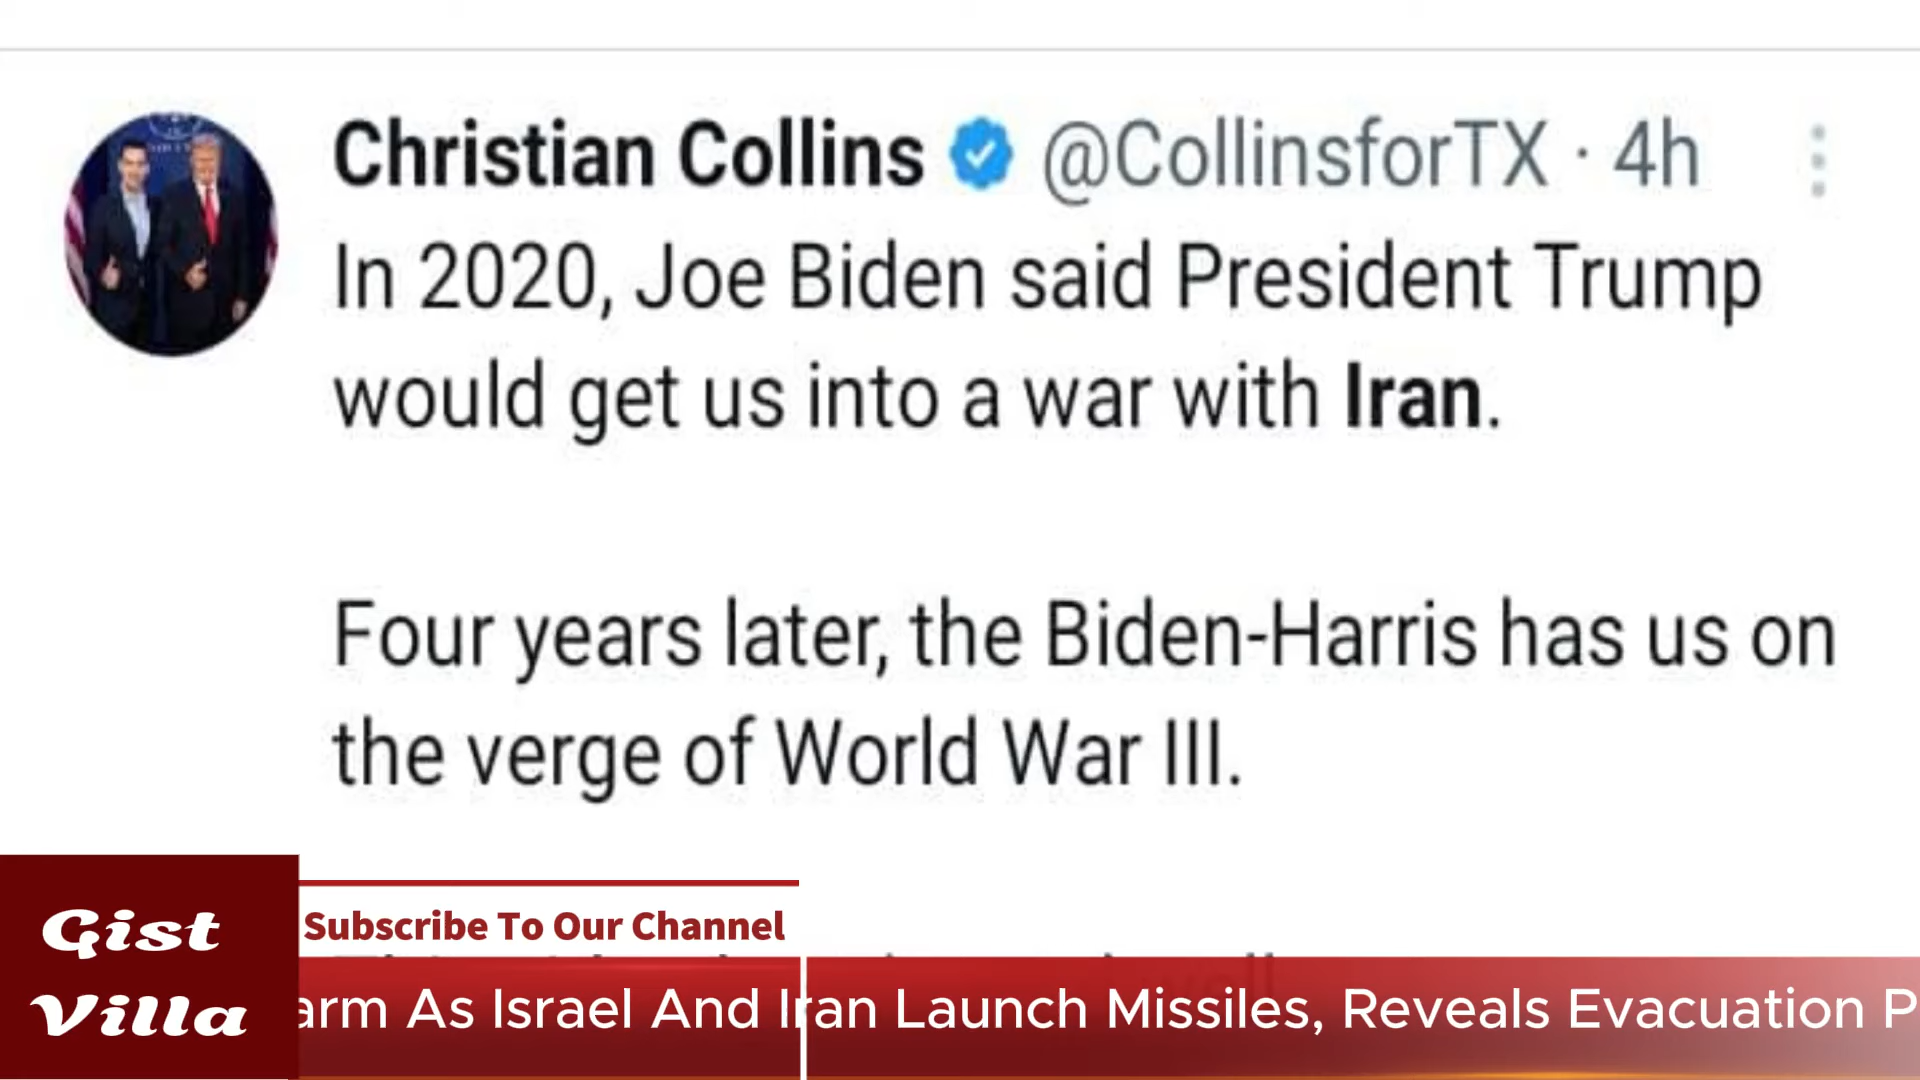 Christian Collins @CollinsforTX · 4h
In 2020, Joe Biden said President Trump
would get us into a war with Iran.
Four years later, the Biden-Harris has us on
the verge of World War III.
Gist
Villa
Subscribe To Our Channel
arm As Israel And Iran Launch Missiles, Reveals Evacuation P